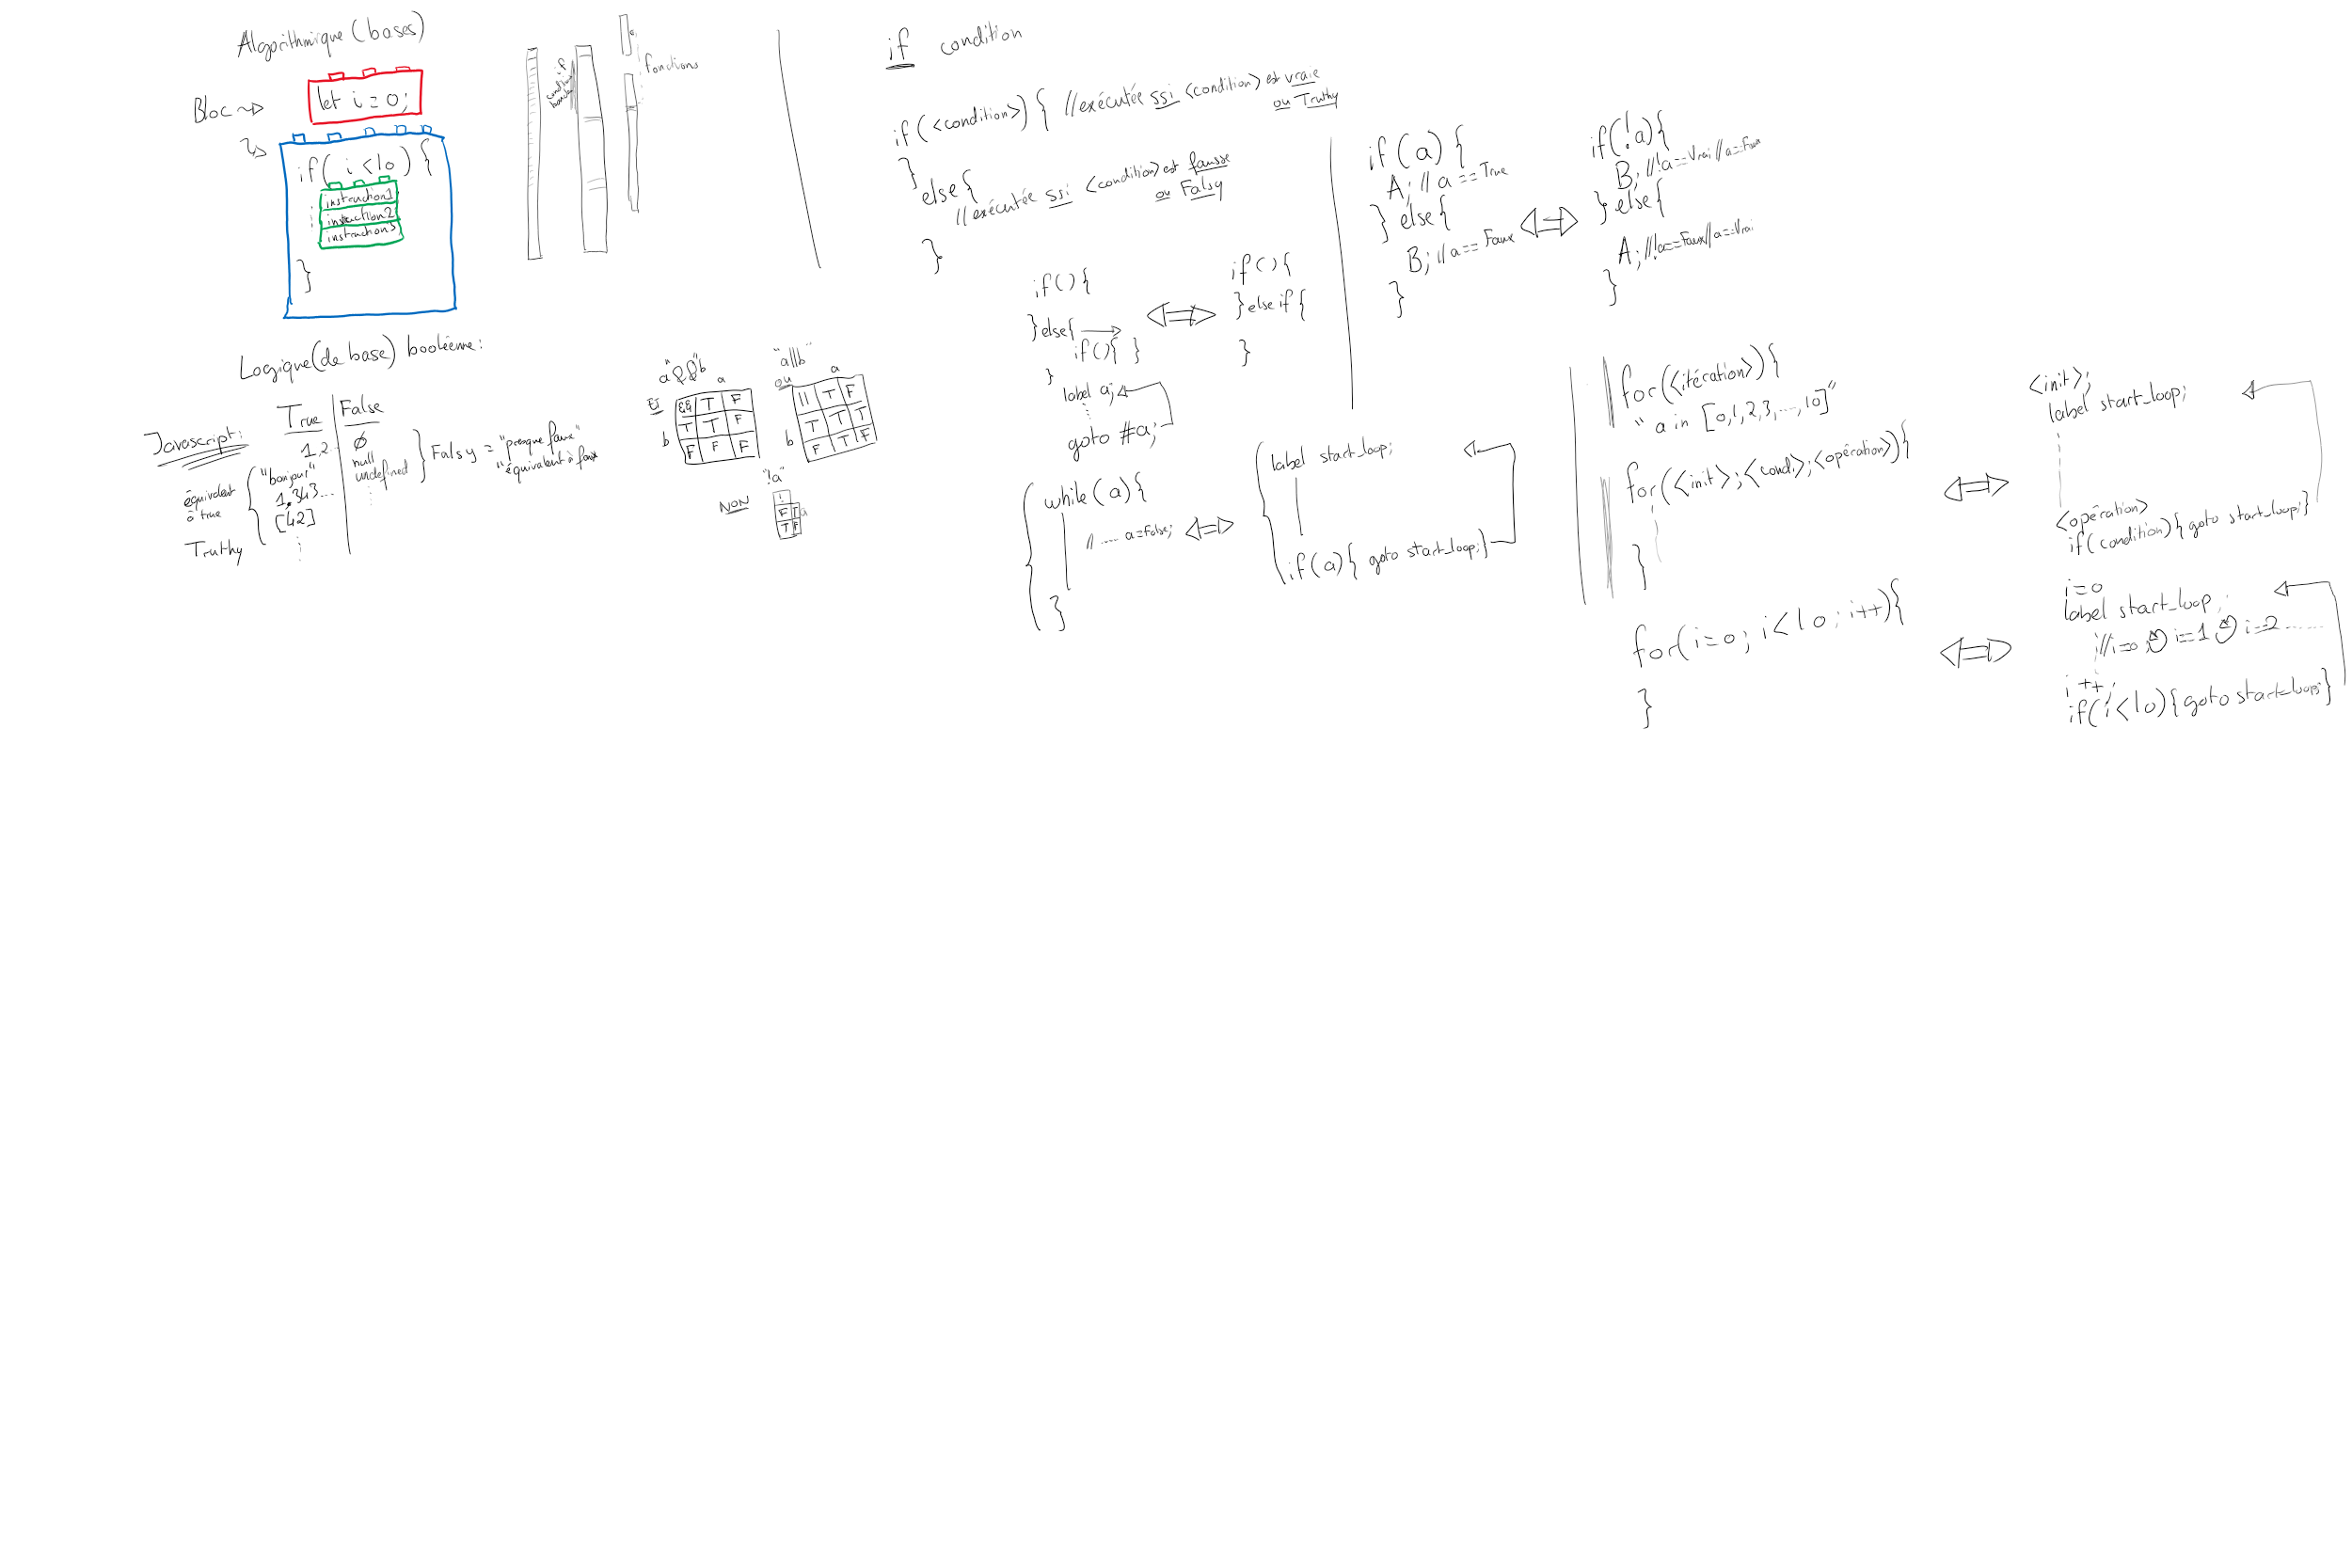 Algorithmique (bases)
Bloc
let i = 0;
if( i <10 ) {
instruction1
instruction2
instruction3
}
if
fonctions
Logique (de base) booléenne :
Javascript :
True
False
1,2
0
"bonjour"
null
1,343...
undefined
[42]
équivalent
à true
Truthy
} Falsy = "presque faux"
"équivalent à faux
a "&&" b
a
ET
b
&& T F
T T F
F F F
"a||b"
ou
a
b
|| T F
T T T
F T F
"!a"
NON
!
F T a
T F
if condition
if (<condition>) { //exécutée ssi <condition> est vraie
ou Truthy
}
else {
//exécutée ssi <condition> est fausse
ou Falsy
}
if () {
} else {
if () { }
}
if () {
} else if {
}
label a;
goto #a;
while (a) {
// .... a=False;
}
label start_loop;
if (a) { goto start_loop; }
if (a) {
A; // a == True
} else {
B; // a == Faux
}
if (!a) {
B; // !a == Vrai // a == Faux
} else {
A; // !a == Faux // a == Vrai
}
for (<itération>) {
" a in [0,1,2,3,...,10] "
for (<init>; <cond>; <opération>) {
}
<init>;
label start_loop;
<opération>
if (condition) { goto start_loop; }
for (i=0; i<10; i++) {
}
i=0
label start_loop;
// i=0 i=1 i=2 ......
i++;
if (i<10) { goto start_loop; }